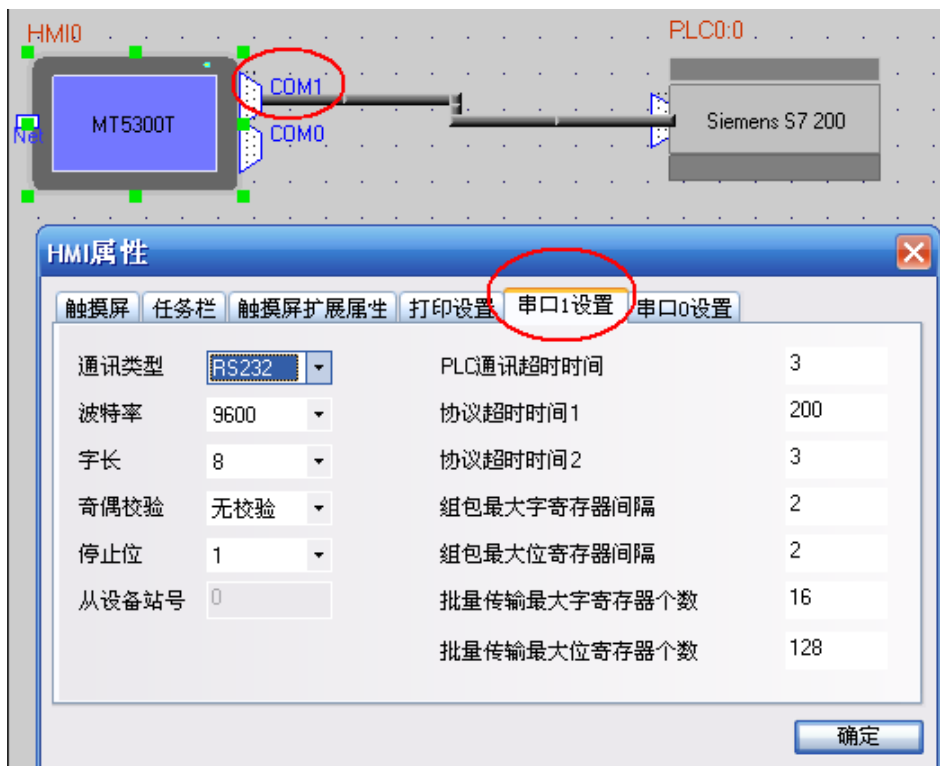 HMI0
PLC0:0
COM1
MT5300T
Siemens S7 200
Net
COM0
HMI属性
触摸屏 任务栏 触摸屏扩展属性 打印设置 串口1设置 串口0设置
通讯类型 RS232 PLC通讯超时时间 3
波特率 9600 协议超时时间1 200
字长 8 协议超时时间2 3
奇偶校验 无校验 组包最大字寄存器间隔 2
停止位 1 组包最大位寄存器间隔 2
从设备站号 0 批量传输最大字寄存器个数 16
批量传输最大位寄存器个数 128
确定